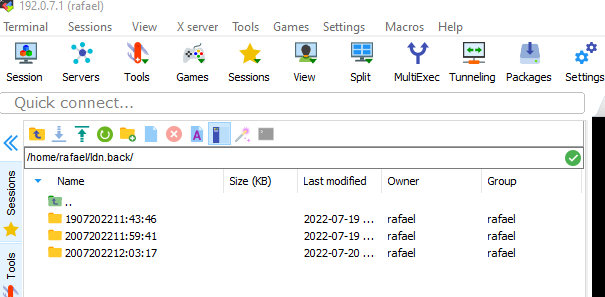 192.0.7.1 (rafael)
Terminal Sessions View X server Tools Games Settings Macros Help
Session Servers Tools Games Sessions View Split MultiExec Tunneling Packages Settings
Quick connect...
/home/rafael/ldn.back/
Name Size (KB) Last modified Owner Group
..
1907202211:43:46 2022-07-19 ... rafael rafael
2007202211:59:41 2022-07-19 ... rafael rafael
2007202212:03:17 2022-07-20 ... rafael rafael
Sessions
Tools